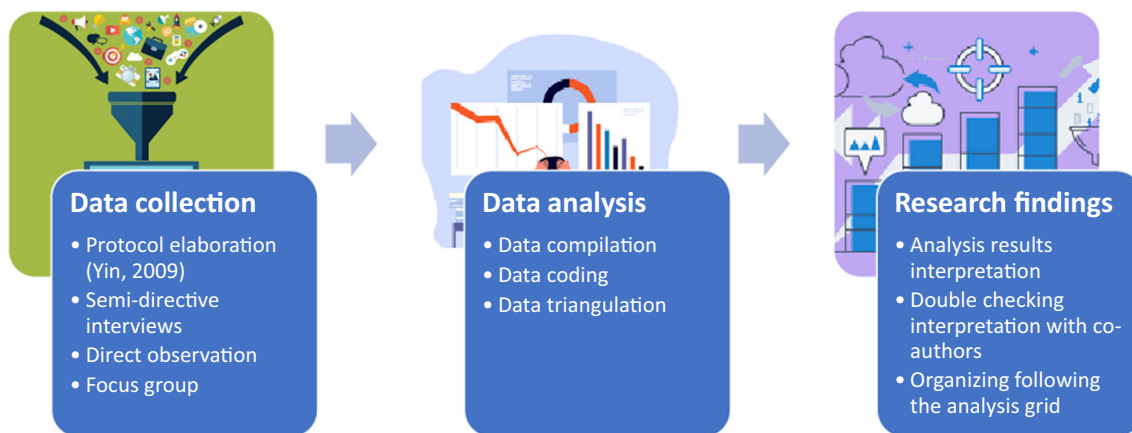 Data collection
• Protocol elaboration
(Yin, 2009)
• Semi-directive
interviews
• Direct observation
• Focus group
Data analysis
• Data compilation
• Data coding
• Data triangulation
Research findings
• Analysis results
interpretation
• Double checking
interpretation with co-
authors
• Organizing following
the analysis grid